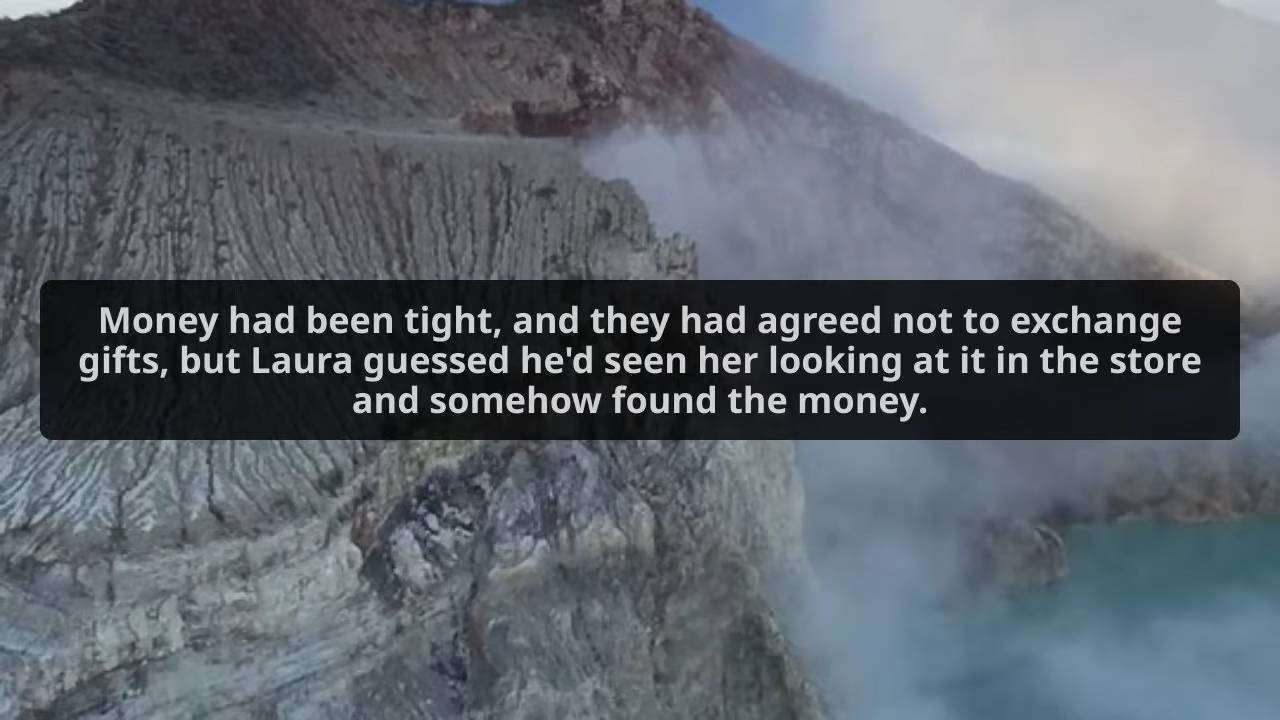 Money had been tight, and they had agreed not to exchange
gifts, but Laura guessed he'd seen her looking at it in the store
and somehow found the money.